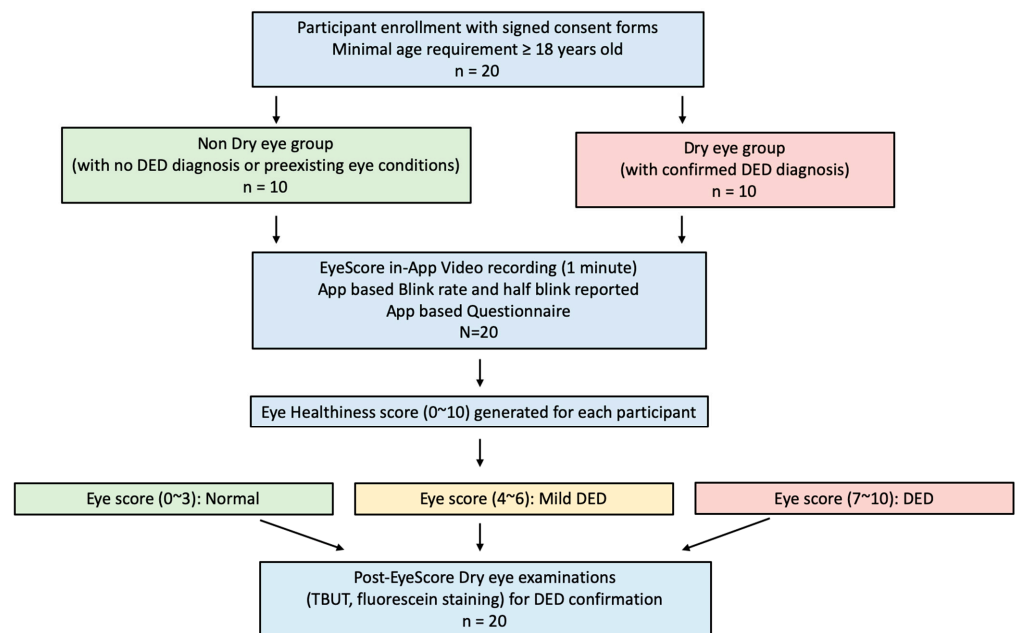 Participant enrollment with signed consent forms
Minimal age requirement ≥ 18 years old
n = 20
Non Dry eye group
(with no DED diagnosis or preexisting eye conditions)
n = 10
Dry eye group
(with confirmed DED diagnosis)
n = 10
EyeScore in-App Video recording (1 minute)
App based Blink rate and half blink reported
App based Questionnaire
N=20
Eye Healthiness score (0~10) generated for each participant
Eye score (0~3): Normal
Eye score (4~6): Mild DED
Eye score (7~10): DED
Post-EyeScore Dry eye examinations
(TBUT, fluorescein staining) for DED confirmation
n = 20